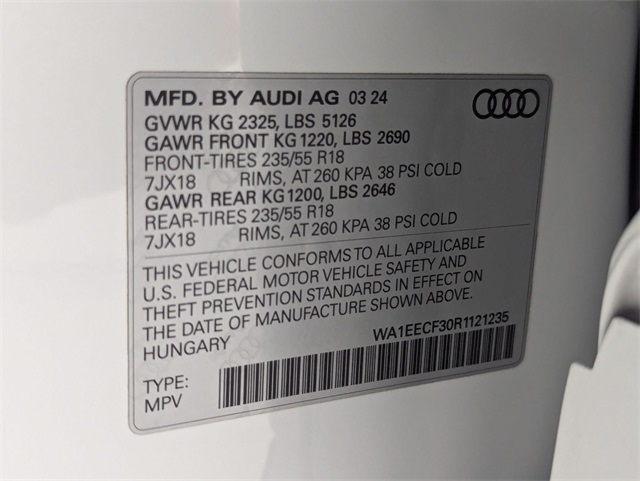 MFD. BY AUDI AG 03 24
GVWR KG 2325, LBS 5126
GAWR FRONT KG 1220, LBS 2690
FRONT-TIRES 235/55 R18
7JX18 RIMS, AT 260 KPA 38 PSI COLD
GAWR REAR KG 1200, LBS 2646
REAR-TIRES 235/55 R18
7JX18 RIMS, AT 260 KPA 38 PSI COLD
THIS VEHICLE CONFORMS TO ALL APPLICABLE
U.S. FEDERAL MOTOR VEHICLE SAFETY AND
THEFT PREVENTION STANDARDS IN EFFECT ON
THE DATE OF MANUFACTURE SHOWN ABOVE.
HUNGARY
WA1EECF30R1121235
TYPE:
MPV